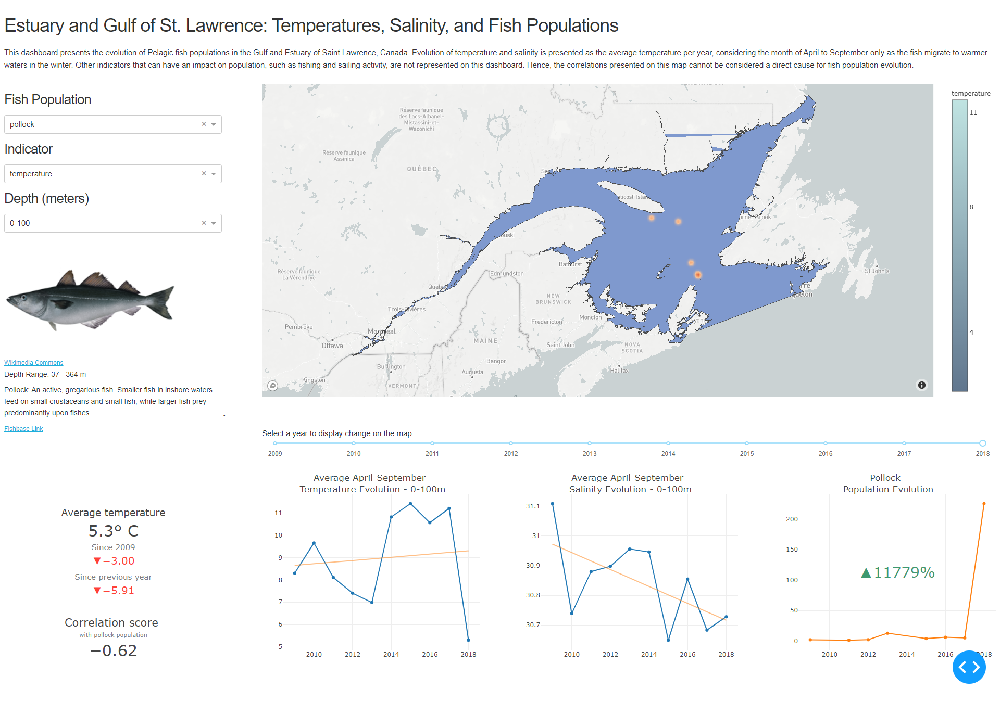 Estuary and Gulf of St. Lawrence: Temperatures, Salinity, and Fish Populations
This dashboard presents the evolution of Pelagic fish populations in the Gulf and Estuary of Saint Lawrence, Canada. Evolution of temperature and salinity is presented as the average temperature per year, considering the month of April to September only as the fish migrate to warmer
waters in the winter. Other indicators that can have an impact on population, such as fishing and sailing activity, are not represented on this dashboard. Hence, the correlations presented on this map cannot be considered a direct cause for fish population evolution.
Fish Population
pollock
Indicator
temperature
Depth (meters)
0-100
Wikimedia Commons
Depth Range: 37 - 364 m
Pollock: An active, gregarious fish. Smaller fish in inshore waters
feed on small crustaceans and small fish, while larger fish prey
predominantly upon fishes.
Fishbase Link
Réserve faunique
des Lacs-Albanel-
Mistassini-et-
Waconichi
Réserve faunique
Assinica
QUÉBEC
Réserve faunique
La Vérendrye
Edmundston
Bathurst
NEW
BRUNSWICK
Trois-Rivières
Pembroke
Fredericton
Moncton
Montreal
Ottawa
MAINE
Saint John
NOVA
SCOTIA
Bangor
Burlington
Augusta
Halifax
Kingston
VERMONT
St John's
temperature
11
8
4
Select a year to display change on the map
2009 2010 2011 2012 2013 2014 2015 2016 2017 2018
Average temperature
5.3° C
Since 2009
▼−3.00
Since previous year
▼−5.91
Correlation score
with pollock population
−0.62
Average April-September
Temperature Evolution - 0-100m
11
10
9
8
7
6
5
2010 2012 2014 2016 2018
Average April-September
Salinity Evolution - 0-100m
31.1
31
30.9
30.8
30.7
2010 2012 2014 2016 2018
Pollock
Population Evolution
200
150
100
50
0
▲11779%
2010 2012 2014 2016 2018